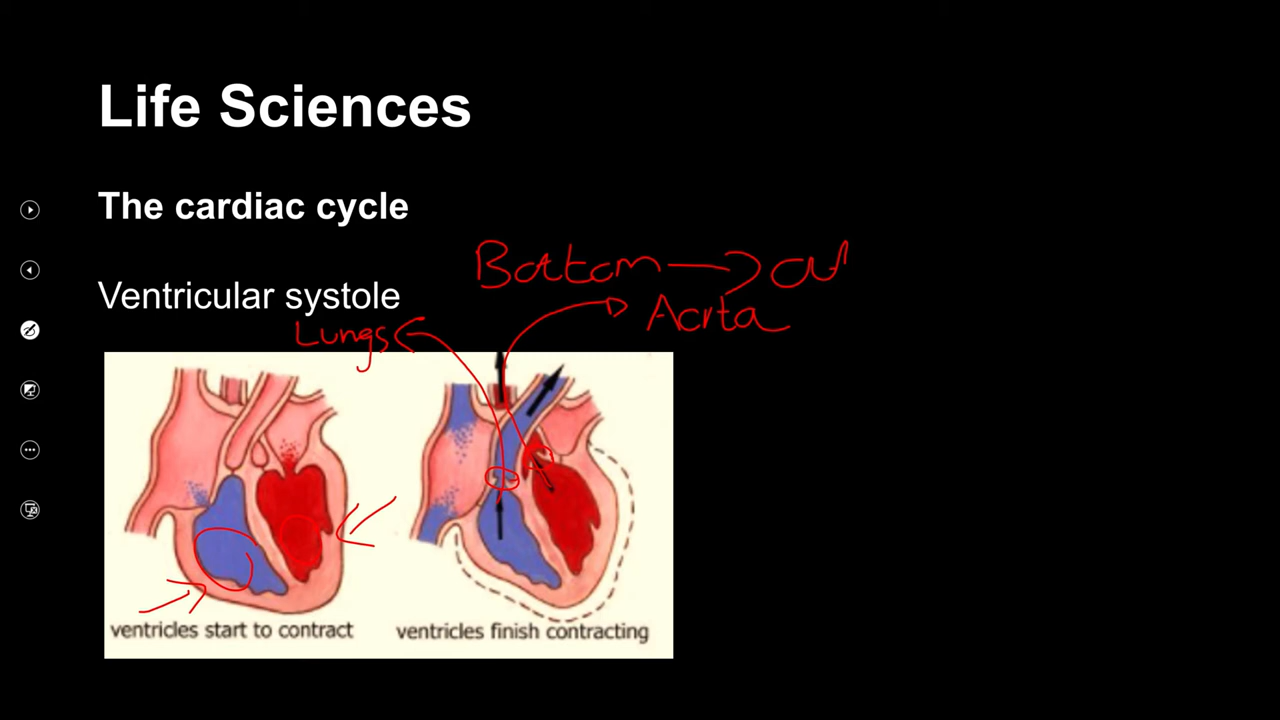 Life Sciences
The cardiac cycle
Bottom → out
Ventricular systole
Aorta
Lungs
ventricles start to contract
ventricles finish contracting